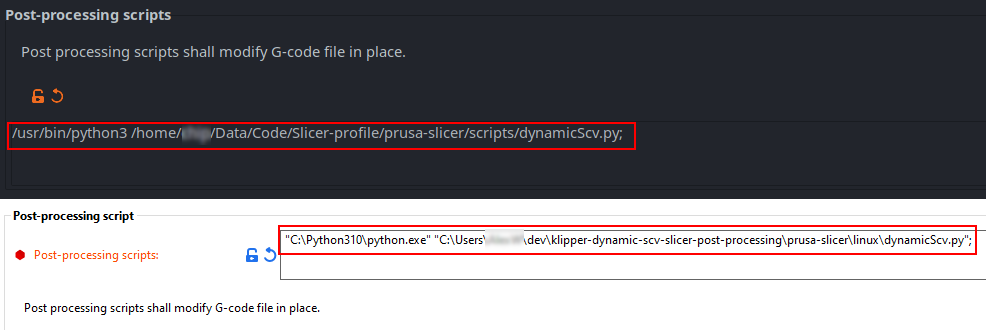 Post-processing scripts
Post processing scripts shall modify G-code file in place.
/usr/bin/python3 /home/ /Data/Code/Slicer-profile/prusa-slicer/scripts/dynamicScv.py;
Post-processing script
Post-processing scripts: "C:\Python310\python.exe" "C:\Users\ \dev\klipper-dynamic-scv-slicer-post-processing\prusa-slicer\linux\dynamicScv.py";
Post processing scripts shall modify G-code file in place.